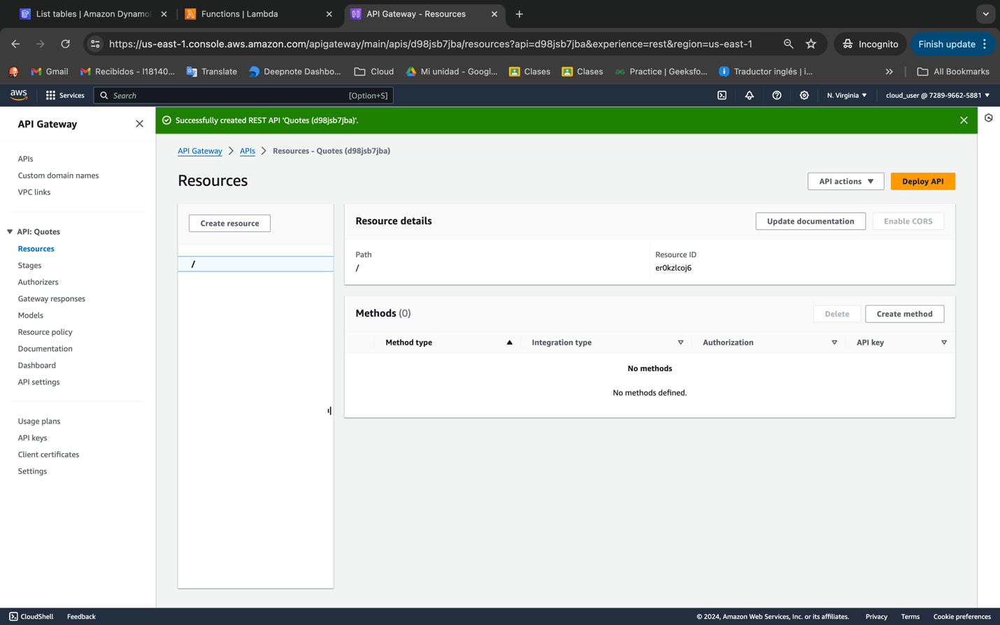 List tables | Amazon Dynamo
Functions | Lambda
API Gateway - Resources
https://us-east-1.console.aws.amazon.com/apigateway/main/apis/d98jsb7jba/resources?api=d98jsb7jba&experience=rest&region=us-east-1
Incognito
Finish update
Gmail
Recibidos - l18140...
Translate
Deepnote Dashbo...
Cloud
Mi unidad - Googl...
Clases
Clases
Practice | Geeksfo...
Traductor inglés | i...
All Bookmarks
aws
Services
Search
[Option+S]
N. Virginia
cloud_user @ 7289-9662-5881
API Gateway
Successfully created REST API 'Quotes (d98jsb7jba)'.
APIs
Custom domain names
VPC links
API: Quotes
Resources
Stages
Authorizers
Gateway responses
Models
Resource policy
Documentation
Dashboard
API settings
Usage plans
API keys
Client certificates
Settings
API Gateway > APIs > Resources - Quotes (d98jsb7jba)
Resources
API actions
Deploy API
Create resource
/
Resource details
Update documentation
Enable CORS
Path
/
Resource ID
er0kzlcoj6
Methods (0)
Delete
Create method
Method type
Integration type
Authorization
API key
No methods
No methods defined.
CloudShell
Feedback
© 2024, Amazon Web Services, Inc. or its affiliates.
Privacy
Terms
Cookie preferences